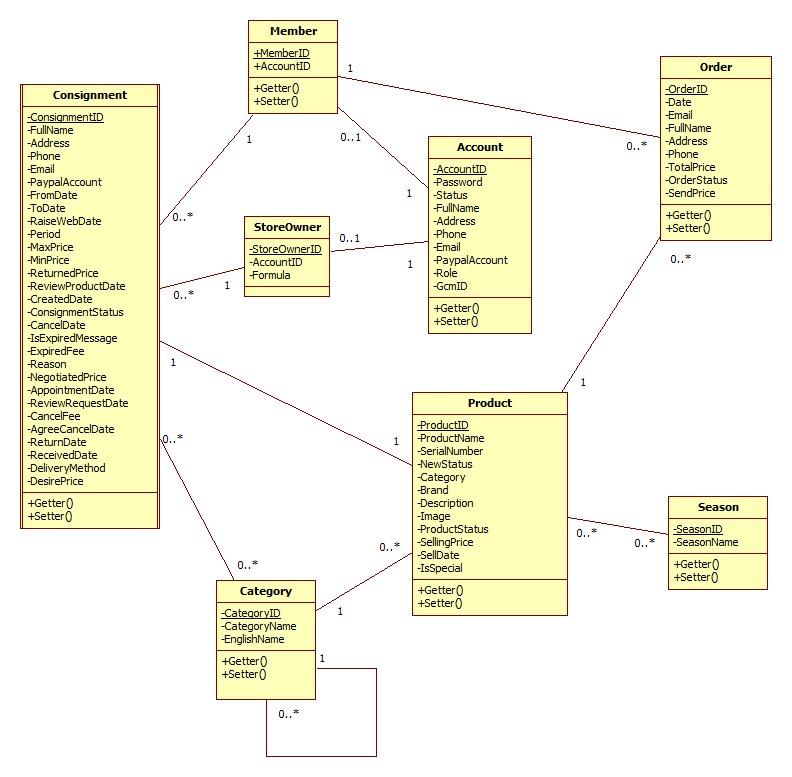 Member
+MemberID
+AccountID
+Getter()
+Setter()
Consignment
-ConsignmentID
-FullName
-Address
-Phone
-Email
-PaypalAccount
-FromDate
-ToDate
-RaiseWebDate
-Period
-MaxPrice
-MinPrice
-ReturnedPrice
-ReviewProductDate
-CreatedDate
-ConsignmentStatus
-CancelDate
-IsExpiredMessage
-ExpiredFee
-Reason
-NegotiatedPrice
-AppointmentDate
-ReviewRequestDate
-CancelFee
-AgreeCancelDate
-ReturnDate
-ReceivedDate
-DeliveryMethod
-DesirePrice
+Getter()
+Setter()
Order
-OrderID
-Date
-Email
-FullName
-Address
-Phone
-TotalPrice
-OrderStatus
-SendPrice
+Getter()
+Setter()
Account
-AccountID
-Password
-Status
-FullName
-Address
-Phone
-Email
-PaypalAccount
-Role
-GcmID
+Getter()
+Setter()
StoreOwner
-StoreOwnerID
-AccountID
-Formula
Product
-ProductID
-ProductName
-SerialNumber
-NewStatus
-Category
-Brand
-Description
-Image
-ProductStatus
-SellingPrice
-SellDate
-IsSpecial
+Getter()
+Setter()
Season
-SeasonID
-SeasonName
+Getter()
+Setter()
Category
-CategoryID
-CategoryName
-EnglishName
+Getter()
+Setter()
1
0..*
1
0..*
0..1
1
0..1
1
1
0..*
1
1
0..*
0..*
0..*
1
0..*
1
0..*
0..*
1
0..*